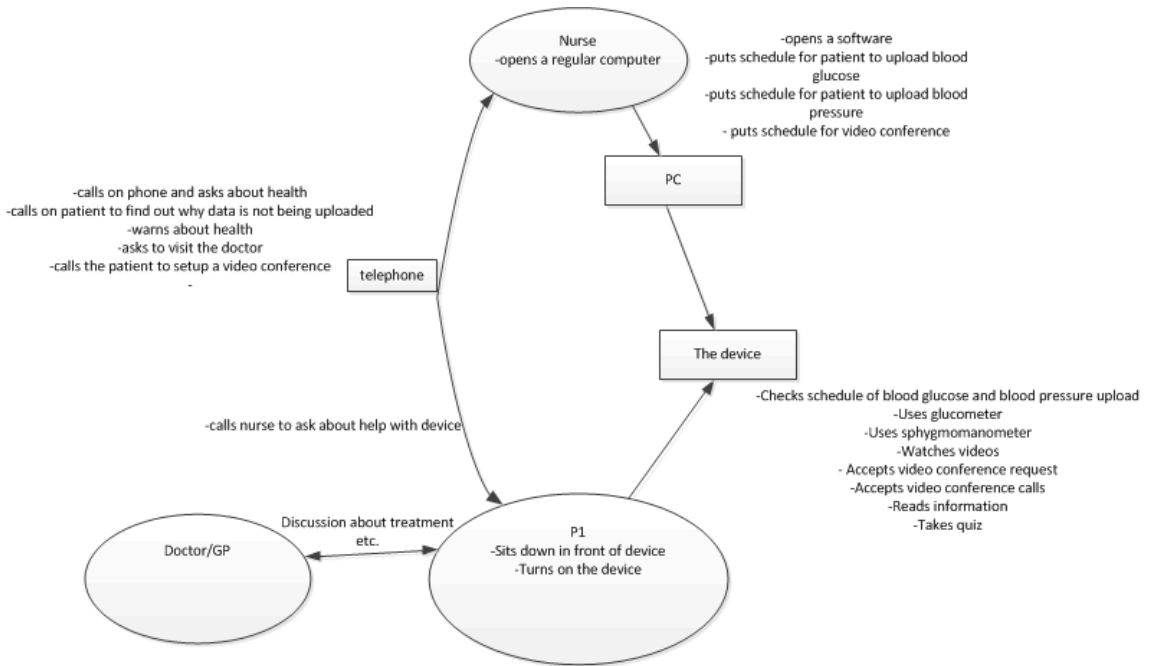 Nurse
-opens a regular computer
-opens a software
-puts schedule for patient to upload blood
glucose
-puts schedule for patient to upload blood
pressure
- puts schedule for video conference
PC
-calls on phone and asks about health
-calls on patient to find out why data is not being uploaded
-warns about health
-asks to visit the doctor
-calls the patient to setup a video conference
-
telephone
The device
-Checks schedule of blood glucose and blood pressure upload
-Uses glucometer
-Uses sphygmomanometer
-Watches videos
- Accepts video conference request
-Accepts video conference calls
-Reads information
-Takes quiz
-calls nurse to ask about help with device
Discussion about treatment
etc.
Doctor/GP
P1
-Sits down in front of device
-Turns on the device